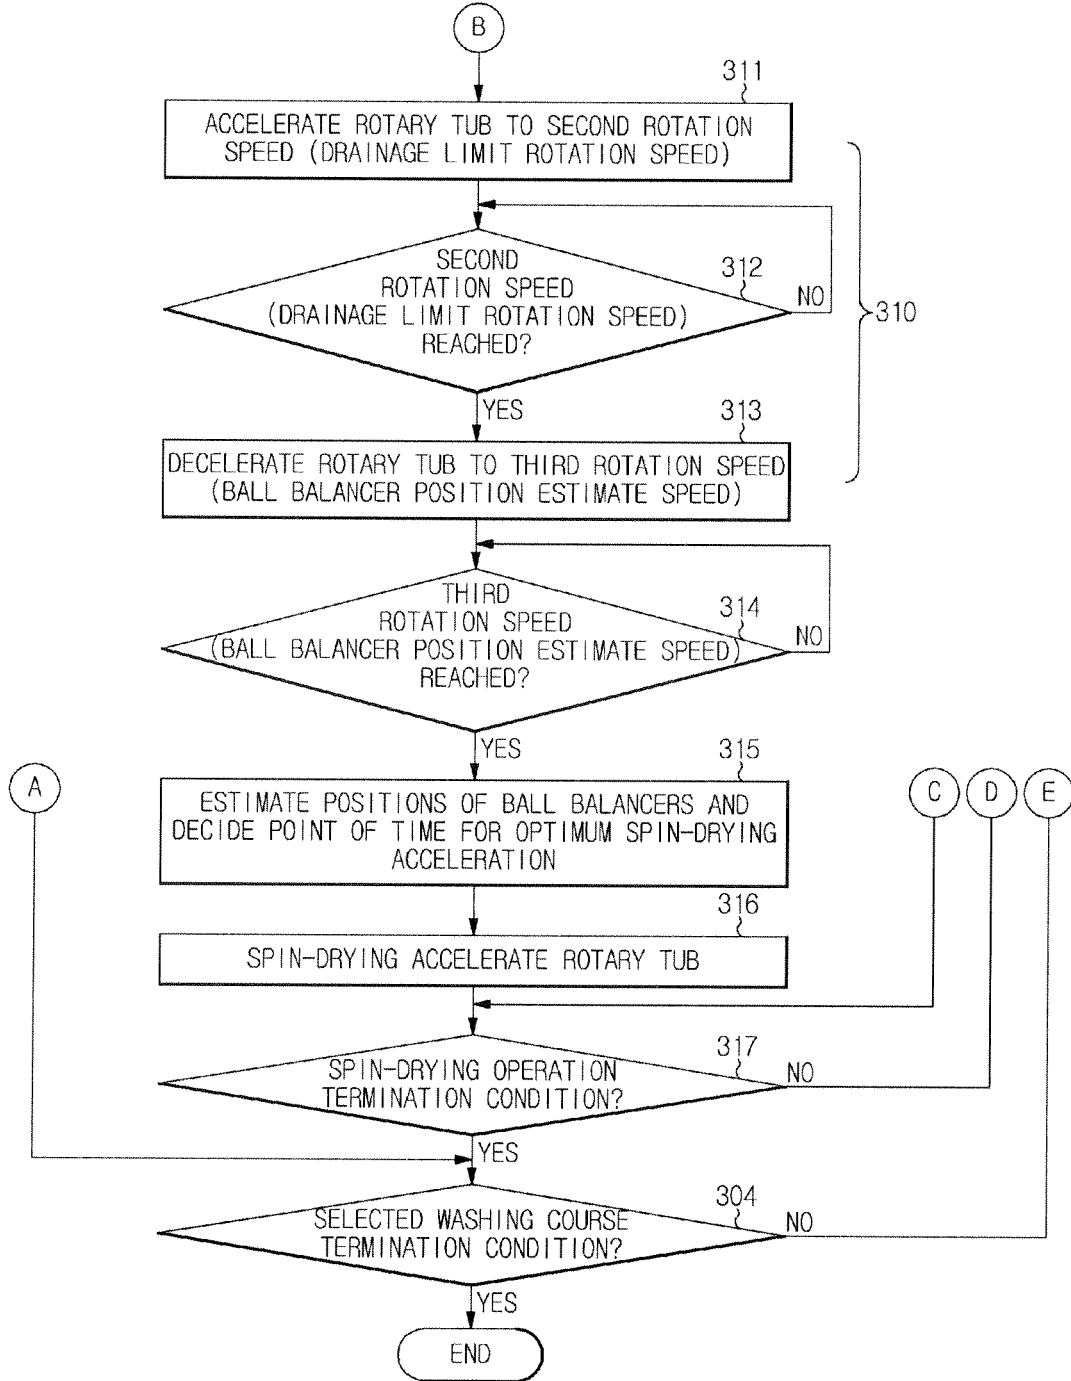 B
311
ACCELERATE ROTARY TUB TO SECOND ROTATION
SPEED (DRAINAGE LIMIT ROTATION SPEED)
SECOND
ROTATION SPEED
(DRAINAGE LIMIT ROTATION SPEED)
REACHED?
312
NO
310
YES
313
DECELERATE ROTARY TUB TO THIRD ROTATION SPEED
(BALL BALANCER POSITION ESTIMATE SPEED)
THIRD
ROTATION SPEED
(BALL BALANCER POSITION ESTIMATE SPEED)
REACHED?
314
NO
YES
315
A
C
D
E
ESTIMATE POSITIONS OF BALL BALANCERS AND
DECIDE POINT OF TIME FOR OPTIMUM SPIN-DRYING
ACCELERATION
316
SPIN-DRYING ACCELERATE ROTARY TUB
317
SPIN-DRYING OPERATION
TERMINATION CONDITION?
NO
YES
304
SELECTED WASHING COURSE
TERMINATION CONDITION?
NO
YES
END